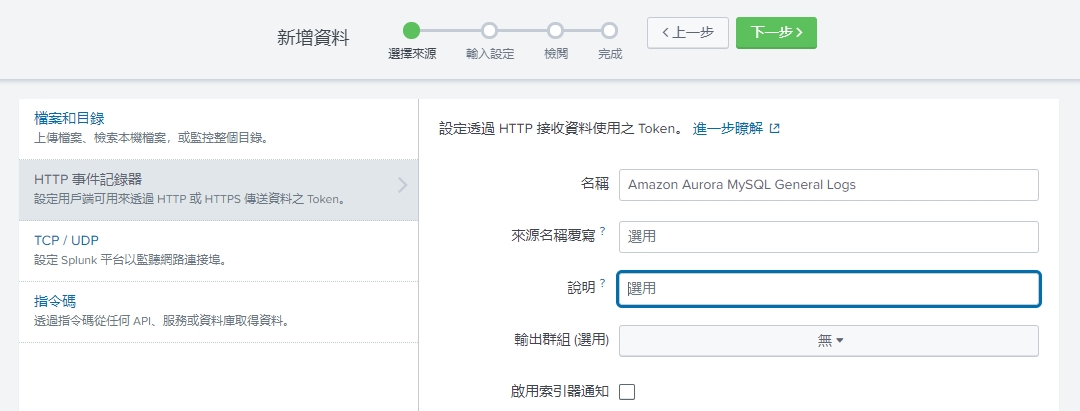 新增資料
選擇來源
輸入設定
檢閱
完成
上一步
下一步
檔案和目錄
上傳檔案、檢索本機檔案，或監控整個目錄。
HTTP 事件記錄器
設定用戶端可用來透過 HTTP 或 HTTPS 傳送資料之 Token。
TCP / UDP
設定 Splunk 平台以監聽網路連接埠。
指令碼
透過指令碼從任何 API、服務或資料庫取得資料。
設定透過 HTTP 接收資料使用之 Token。 進一步瞭解
名稱 Amazon Aurora MySQL General Logs
來源名稱覆寫 ? 選用
說明 ? 選用
輸出群組 (選用) 無
啟用索引器通知